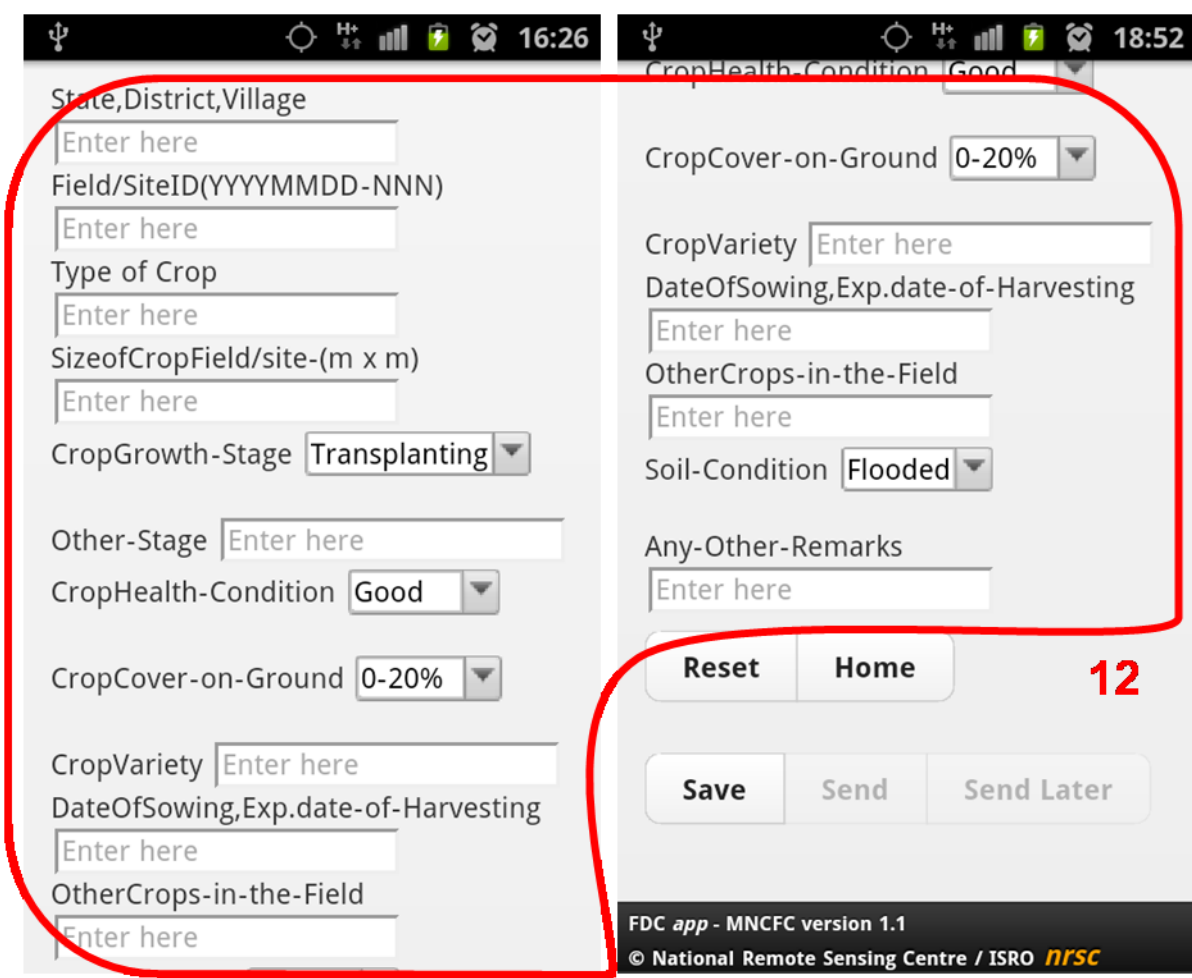 16:26
State,District,Village
Enter here
Field/SiteID(YYYYMMDD-NNN)
Enter here
Type of Crop
Enter here
SizeofCropField/site-(m x m)
Enter here
CropGrowth-Stage Transplanting
Other-Stage Enter here
CropHealth-Condition Good
CropCover-on-Ground 0-20%
CropVariety Enter here
DateOfSowing,Exp.date-of-Harvesting
Enter here
OtherCrops-in-the-Field
Enter here
H+ 18:52
CropHealth-Condition Good
CropCover-on-Ground 0-20%
CropVariety Enter here
DateOfSowing,Exp.date-of-Harvesting
Enter here
OtherCrops-in-the-Field
Enter here
Soil-Condition Flooded
Any-Other-Remarks
Enter here
Reset Home
12
Save Send Send Later
FDC app - MNCFC version 1.1
© National Remote Sensing Centre / ISRO nrsc